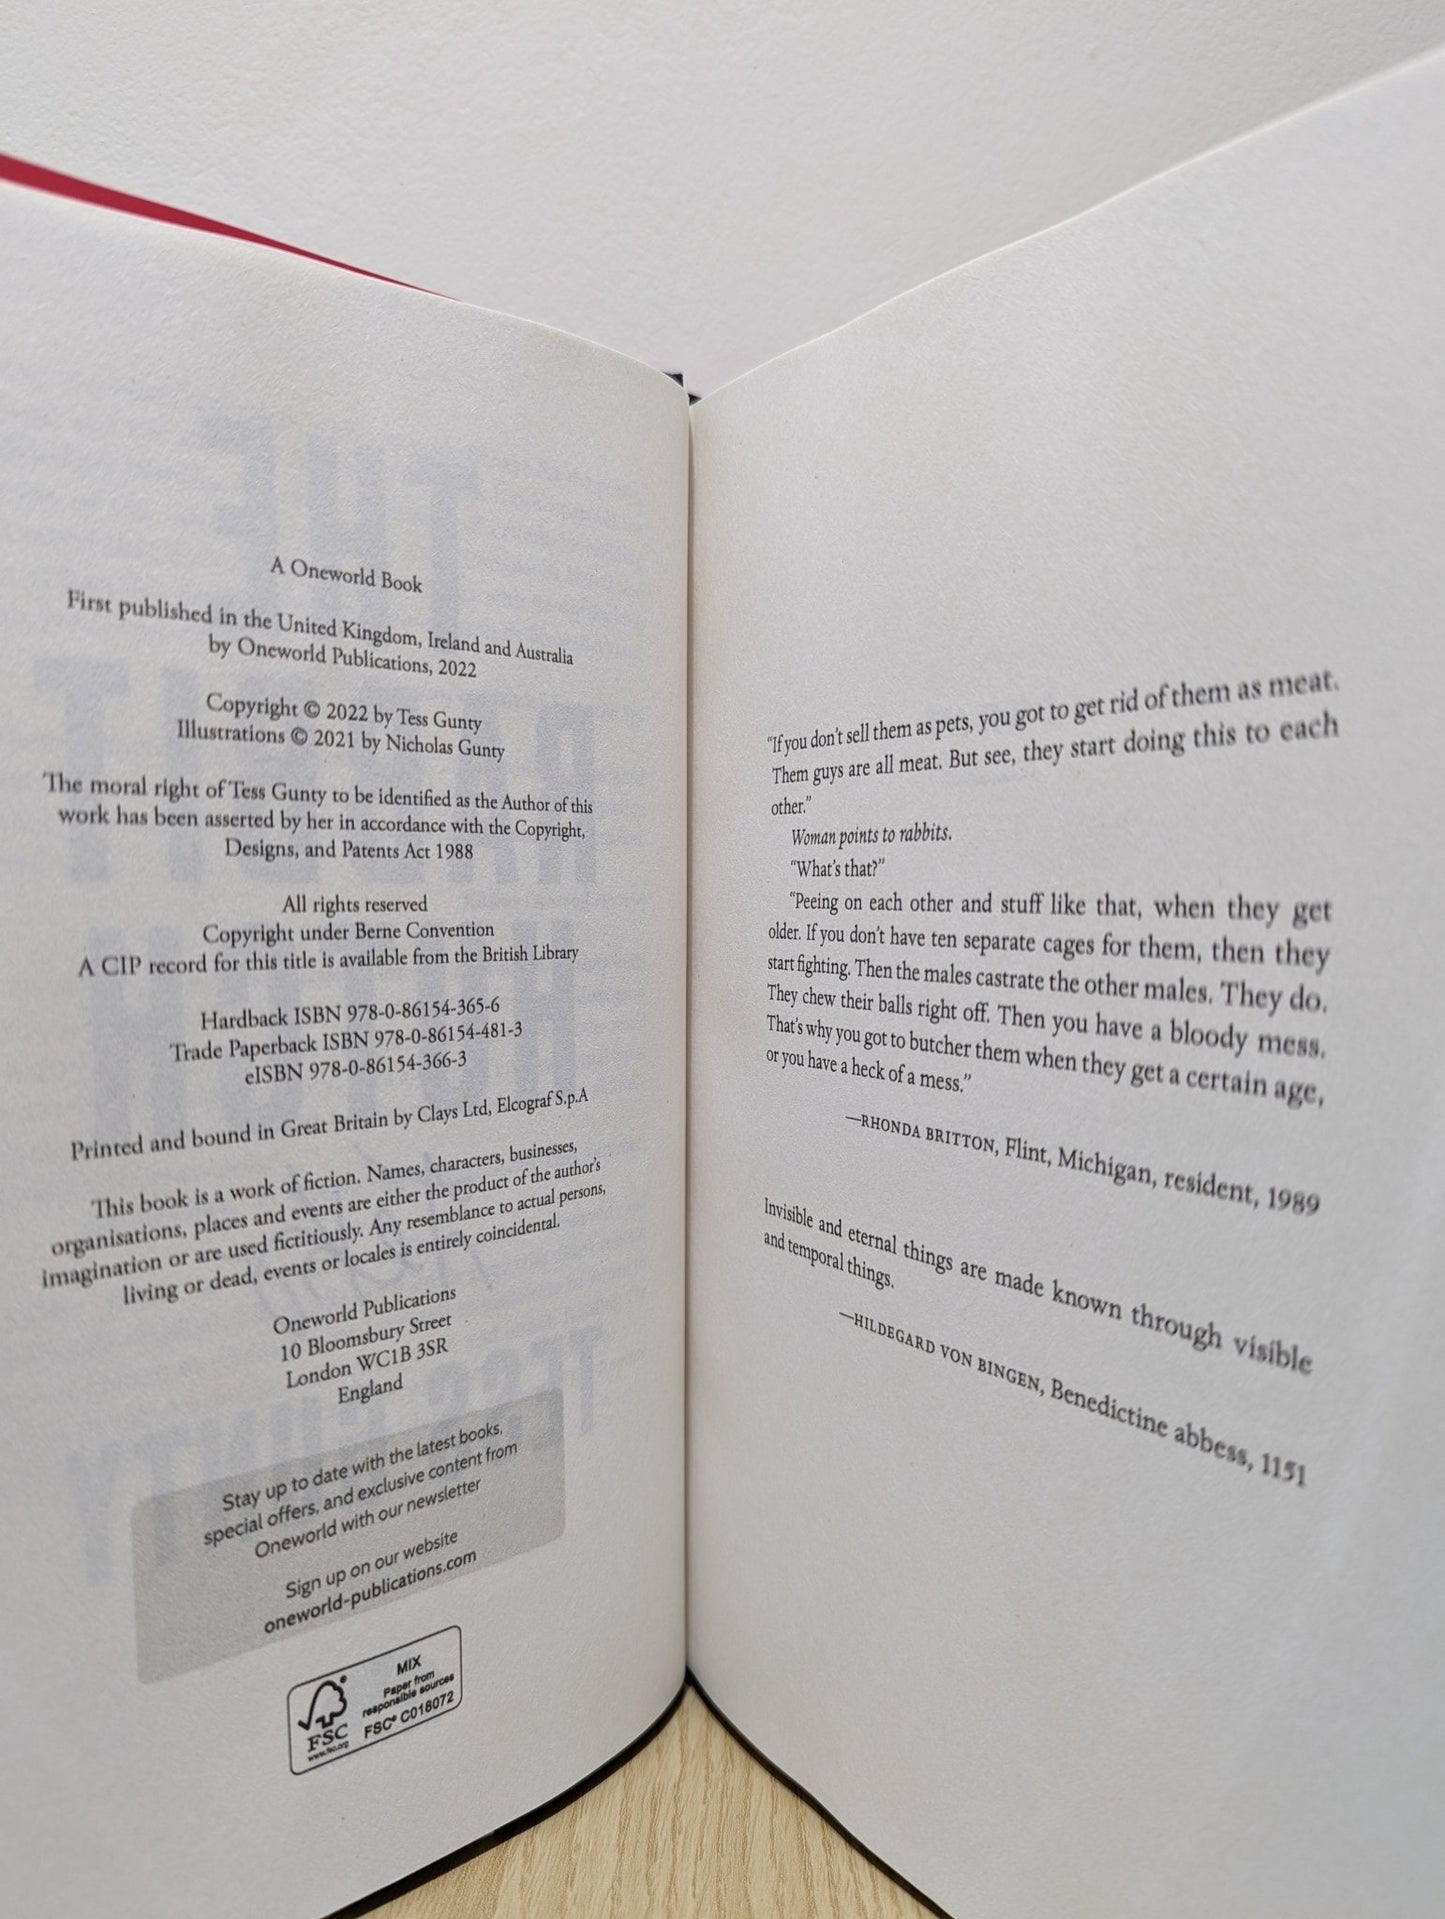 A Oneworld Book
First published in the United Kingdom, Ireland and Australia
by Oneworld Publications, 2022
Copyright © 2022 by Tess Gunty
Illustrations © 2021 by Nicholas Gunty
The moral right of Tess Gunty to be identified as the Author of this
work has been asserted by her in accordance with the Copyright,
Designs, and Patents Act 1988
All rights reserved
Copyright under Berne Convention
A CIP record for this title is available from the British Library
Hardback ISBN 978-0-86154-365-6
Trade Paperback ISBN 978-0-86154-481-3
eISBN 978-0-86154-366-3
Printed and bound in Great Britain by Clays Ltd, Elcograf S.p.A
This book is a work of fiction. Names, characters, businesses,
organisations, places and events are either the product of the author's
imagination or are used fictitiously. Any resemblance to actual persons,
living or dead, events or locales is entirely coincidental.
Oneworld Publications
10 Bloomsbury Street
London WC1B 3SR
England
Stay up to date with the latest books,
special offers, and exclusive content from
Oneworld with our newsletter
Sign up on our website
oneworld-publications.com
FSC
www.fsc.org
MIX
Paper from
responsible sources
FSC® C018072
“If you don't sell them as pets, you got to get rid of them as meat.
Them guys are all meat. But see, they start doing this to each
other.”
Woman points to rabbits.
“What's that?”
“Peeing on each other and stuff like that, when they get
older. If you don't have ten separate cages for them, then they
start fighting. Then the males castrate the other males. They do.
They chew their balls right off. Then you have a bloody mess.
That's why you got to butcher them when they get a certain age,
or you have a heck of a mess.”
—RHONDA BRITTON, Flint, Michigan, resident, 1989
Invisible and eternal things are made known through visible
and temporal things.
—HILDEGARD VON BINGEN, Benedictine abbess, 1151